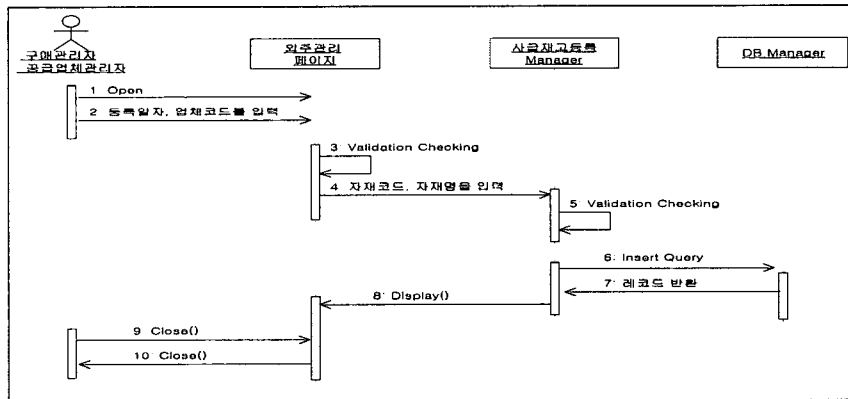 구매관리자
공급업체관리자
외주관리
페이지
사급재고등록
Manager
DB Manager
1: Open
2: 등록일자, 업체코드를 입력
3: Validation Checking
4: 자재코드, 자재명을 입력
5: Validation Checking
6: Insert Query
7: 레코드 반환
8: Display()
9: Close()
10: Close()